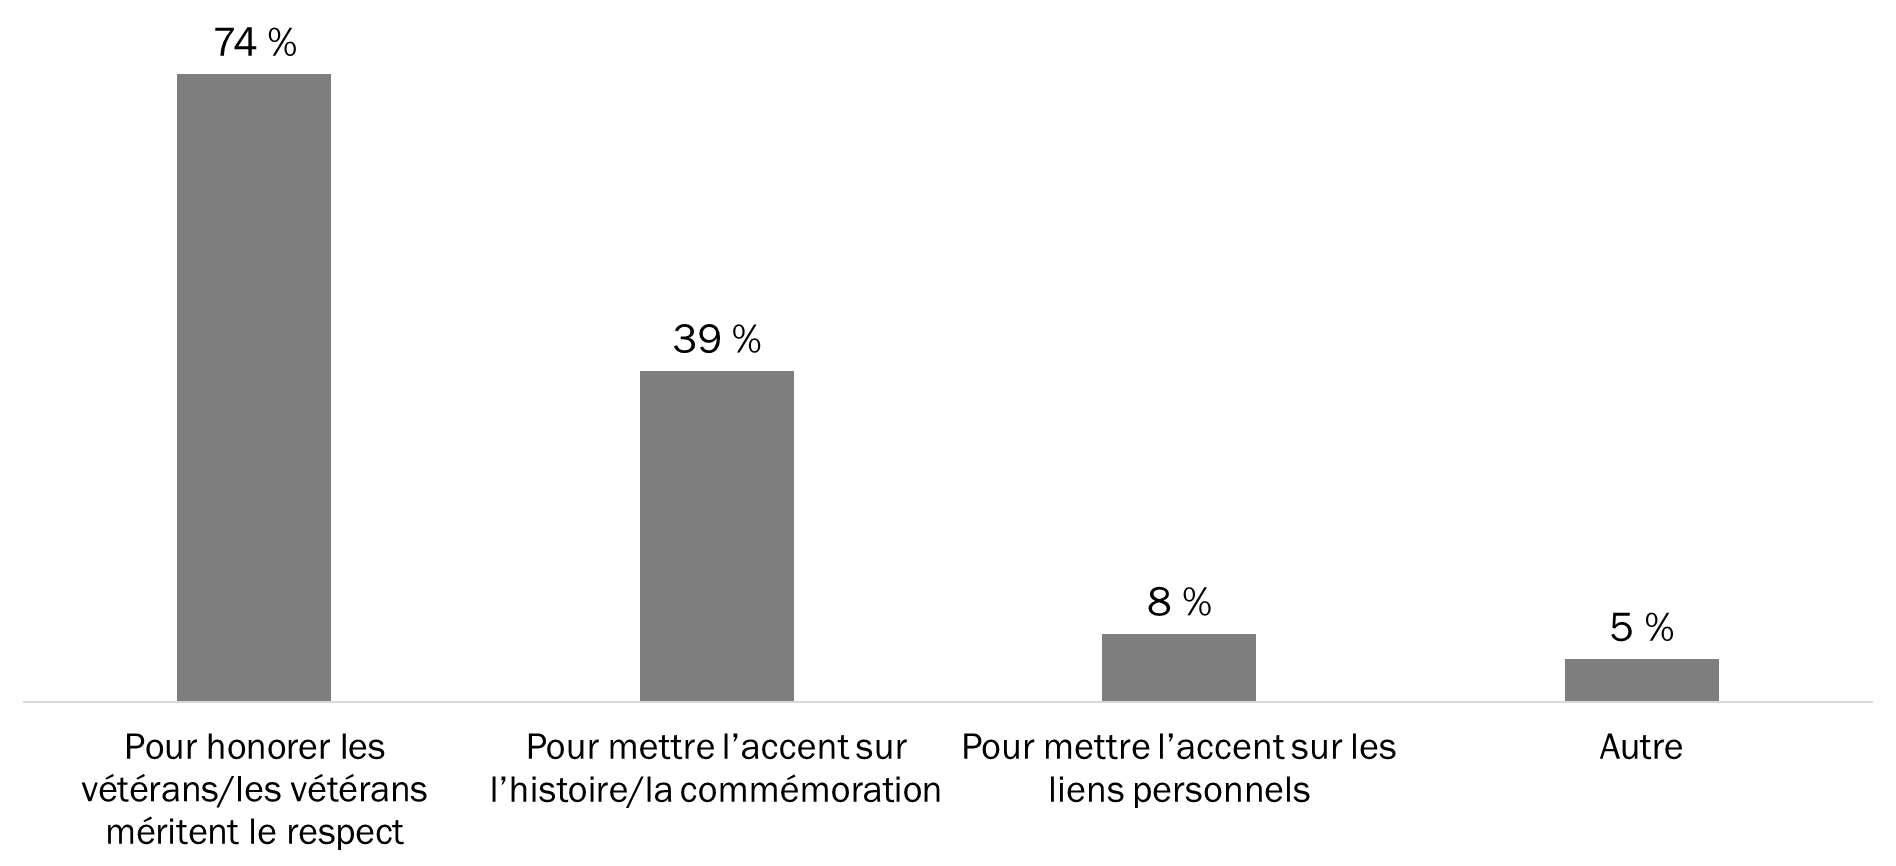 74 %
39 %
8 %
5 %
Pour honorer les
vétérans/les vétérans
méritent le respect
Pour mettre l’accent sur
l’histoire/la commémoration
Pour mettre l’accent sur les
liens personnels
Autre